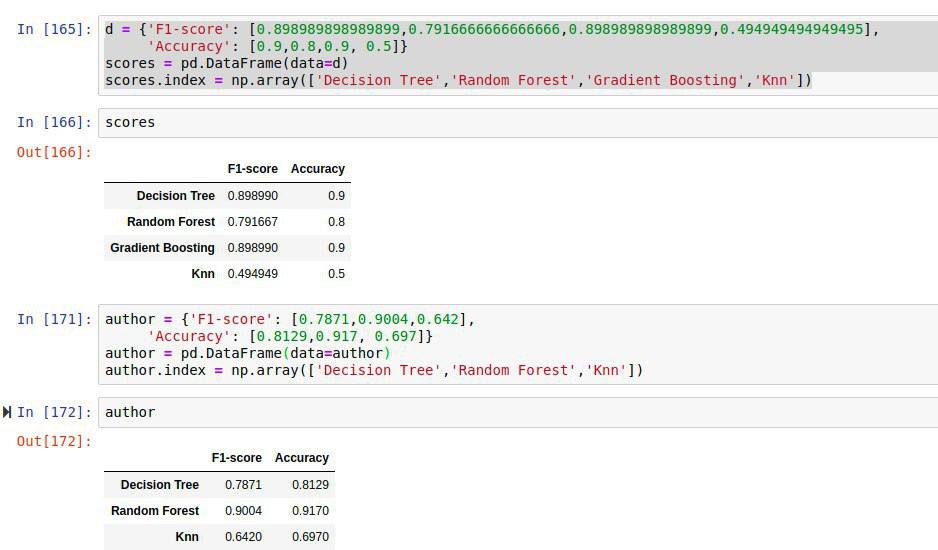 In [165]: d = {'F1-score': [0.898989898989899,0.7916666666666666,0.898989898989899,0.494949494949495],
'Accuracy': [0.9,0.8,0.9, 0.5]}
scores = pd.DataFrame(data=d)
scores.index = np.array(['Decision Tree','Random Forest','Gradient Boosting','Knn'])
In [166]: scores
Out[166]:
F1-score Accuracy
Decision Tree 0.898990 0.9
Random Forest 0.791667 0.8
Gradient Boosting 0.898990 0.9
Knn 0.494949 0.5
In [171]: author = {'F1-score': [0.7871,0.9004,0.642],
'Accuracy': [0.8129,0.917, 0.697]}
author = pd.DataFrame(data=author)
author.index = np.array(['Decision Tree','Random Forest','Knn'])
In [172]: author
Out[172]:
F1-score Accuracy
Decision Tree 0.7871 0.8129
Random Forest 0.9004 0.9170
Knn 0.6420 0.6970